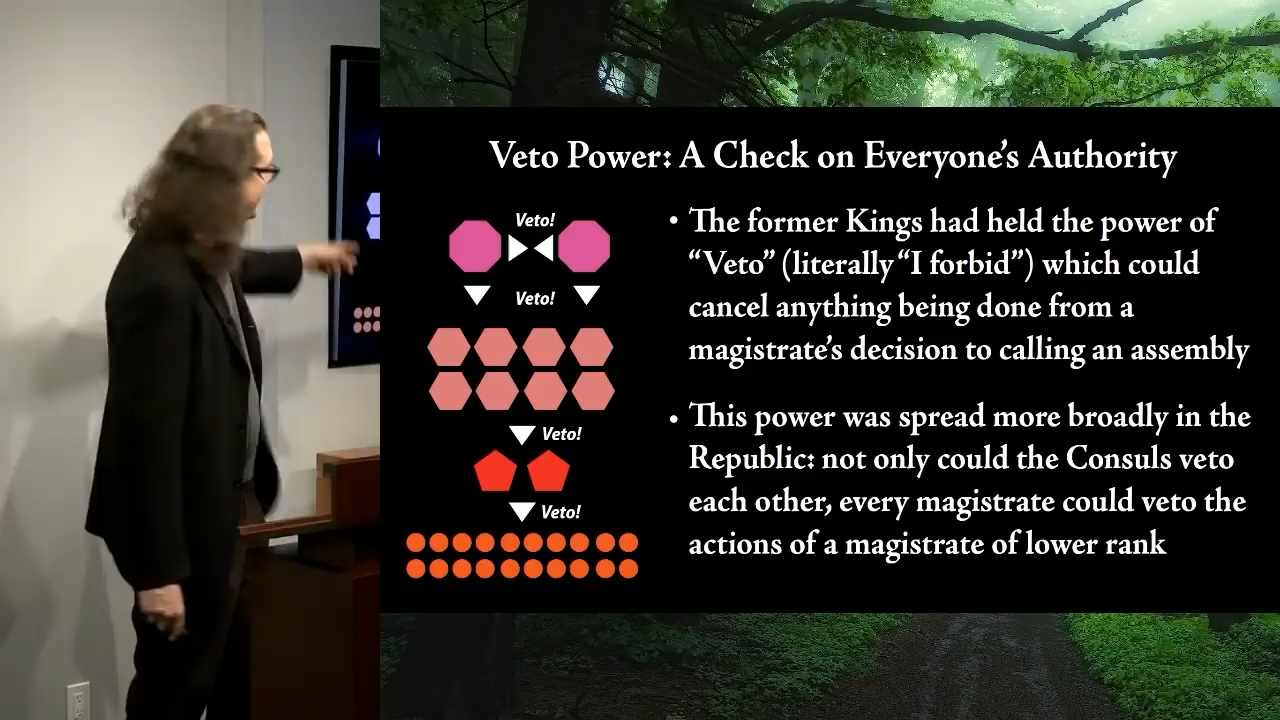 Veto Power: A Check on Everyone's Authority
Veto!
Veto!
Veto!
Veto!
• The former Kings had held the power of
“Veto” (literally “I forbid”) which could
cancel anything being done from a
magistrate's decision to calling an assembly
• This power was spread more broadly in the
Republic: not only could the Consuls veto
each other, every magistrate could veto the
actions of a magistrate of lower rank